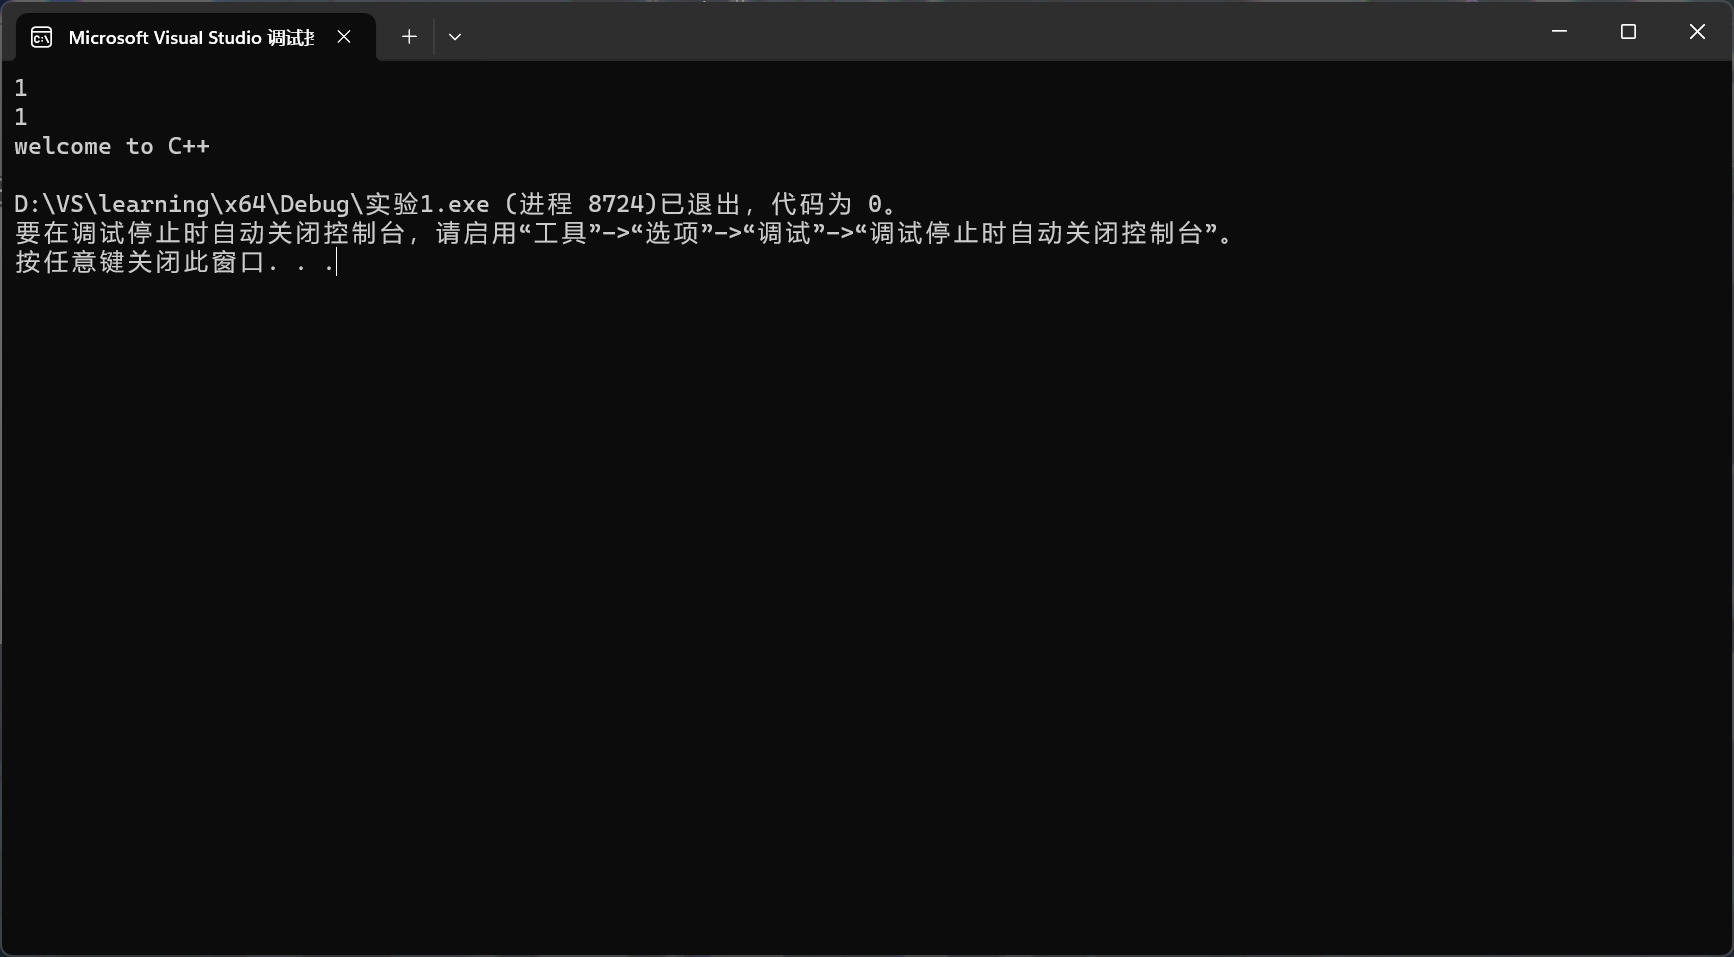 Microsoft Visual Studio 调试
1
1
welcome to C++
D:\VS\learning\x64\Debug\实验1.exe (进程 8724)已退出，代码为 0。
要在调试停止时自动关闭控制台，请启用“工具”->“选项”->“调试”->“调试停止时自动关闭控制台”。
按任意键关闭此窗口. . .